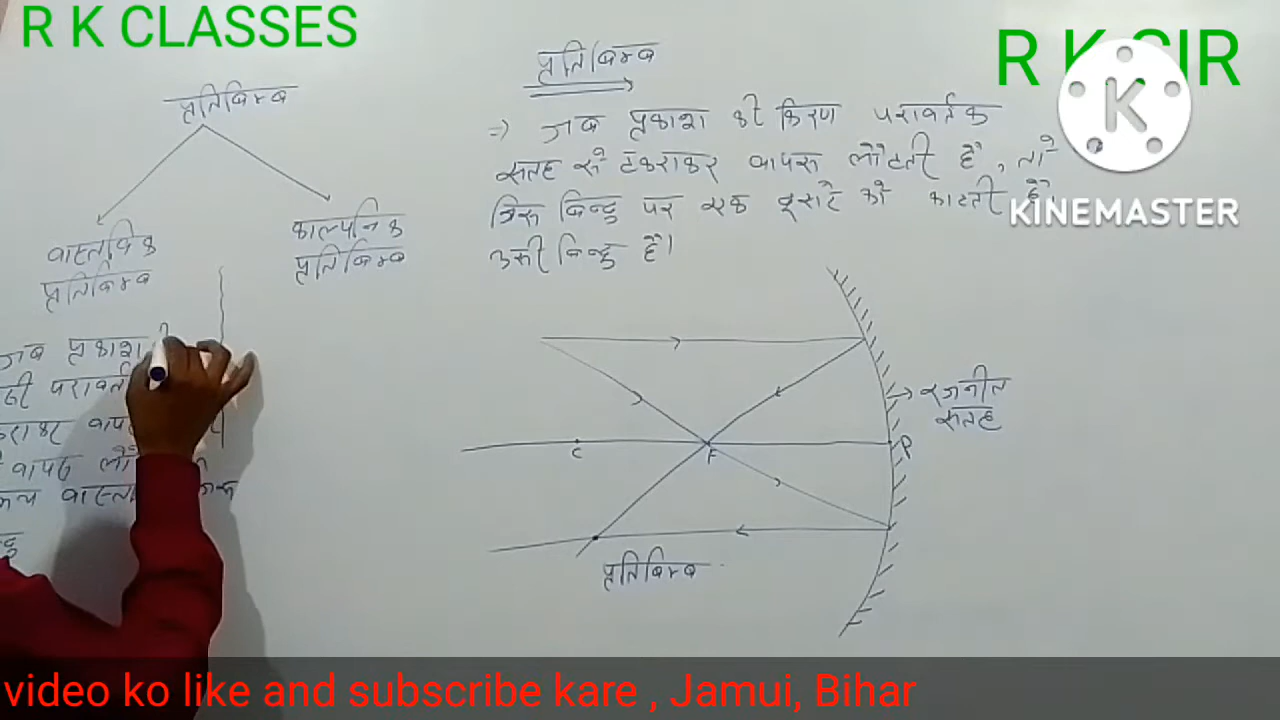 R K CLASSES
R K SIR
KINEMASTER
प्रतिबिम्ब
वास्तविक
प्रतिबिम्ब
काल्पनिक
प्रतिबिम्ब
जब प्रकाश
परावर्त
वापस
वास्त
प्रतिबिम्ब
=) जब प्रकाश की किरण परावर्तक
सतह से टकराकर वापस लौटती है, तो
जिस बिन्दु पर एक दूसरे को काटती है,
उसी बिन्दु है।
सतह
C
F
P
प्रतिबिम्ब
video ko like and subscribe kare , Jamui, Bihar